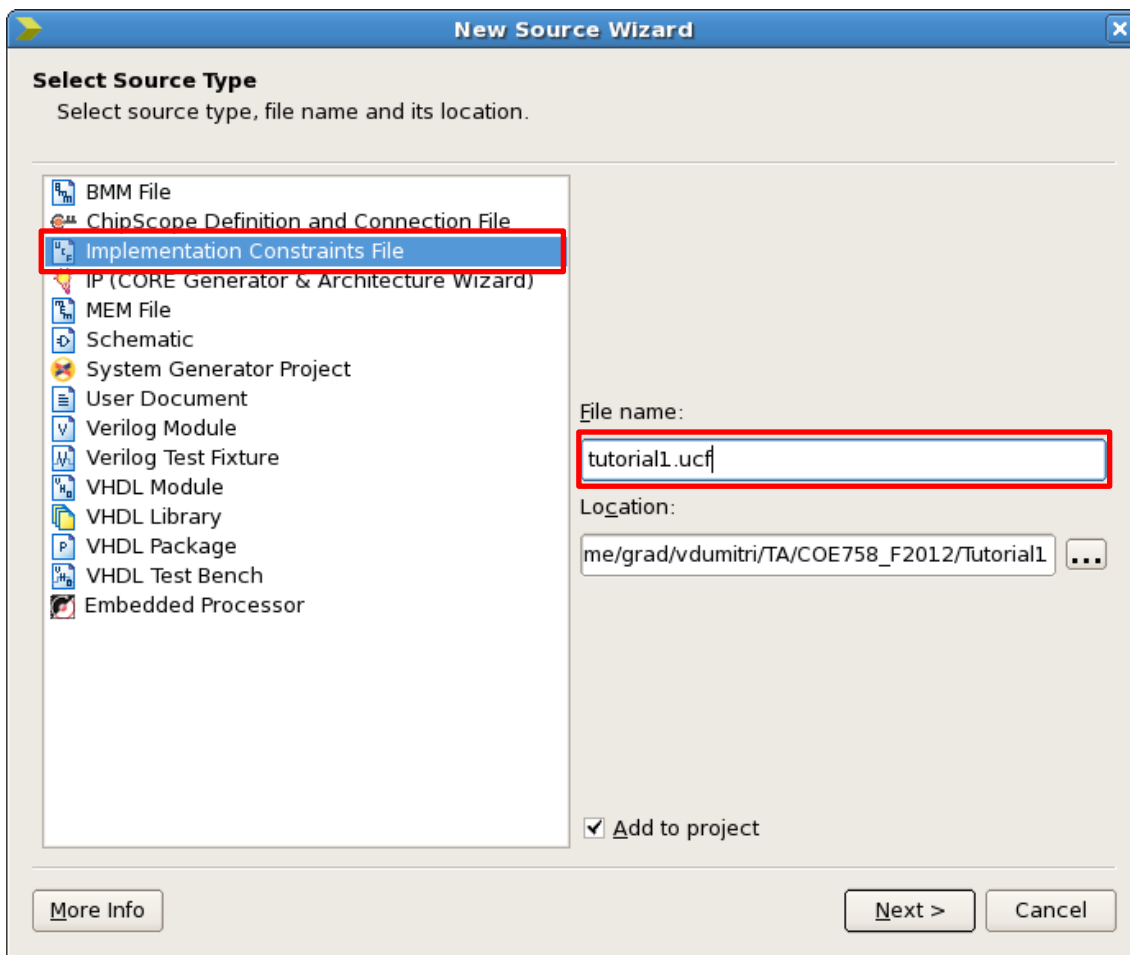 New Source Wizard
Select Source Type
Select source type, file name and its location.
BMM File
ChipScope Definition and Connection File
Implementation Constraints File
IP (CORE Generator & Architecture Wizard)
MEM File
Schematic
System Generator Project
User Document
Verilog Module
Verilog Test Fixture
VHDL Module
VHDL Library
VHDL Package
VHDL Test Bench
Embedded Processor
File name:
tutorial1.ucf
Location:
me/grad/vdumitri/TA/COE758_F2012/Tutorial1
...
Add to project
More Info
Next >
Cancel